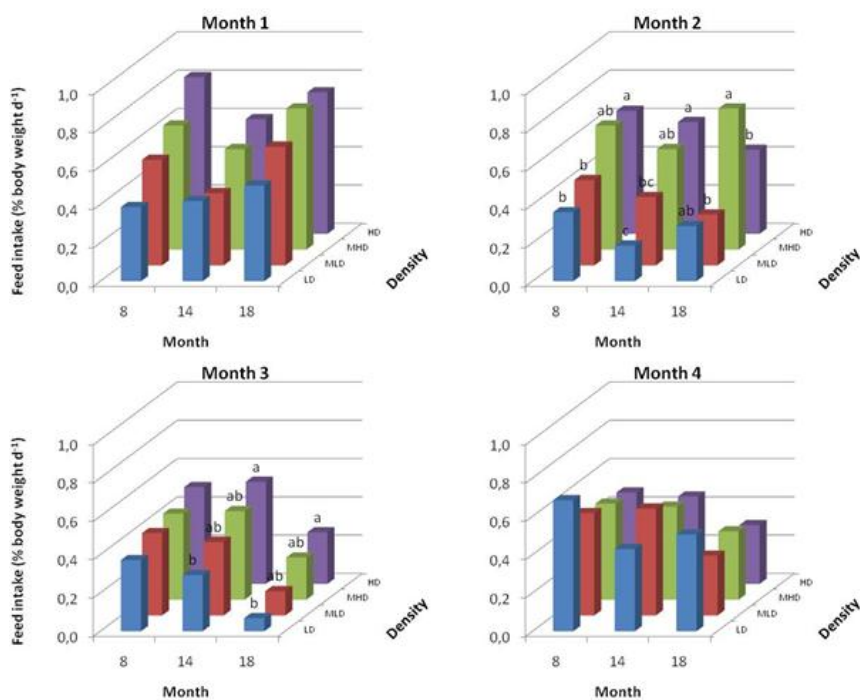 Month 1
Feed intake (% body weight d⁻¹)
1,0
0,8
0,6
0,4
0,2
0,0
8 14 18
Month
LD
MLD
MHD
HD
Density
Month 2
1,0
0,8
0,6
0,4
0,2
0,0
b b ab a
c bc ab a
ab b a b
8 14 18
Month
LD
MLD
MHD
HD
Density
Month 3
Feed intake (% body weight d⁻¹)
1,0
0,8
0,6
0,4
0,2
0,0
b ab ab a
b ab ab a
8 14 18
Month
LD
MLD
MHD
HD
Density
Month 4
1,0
0,8
0,6
0,4
0,2
0,0
8 14 18
Month
LD
MLD
MHD
HD
Density